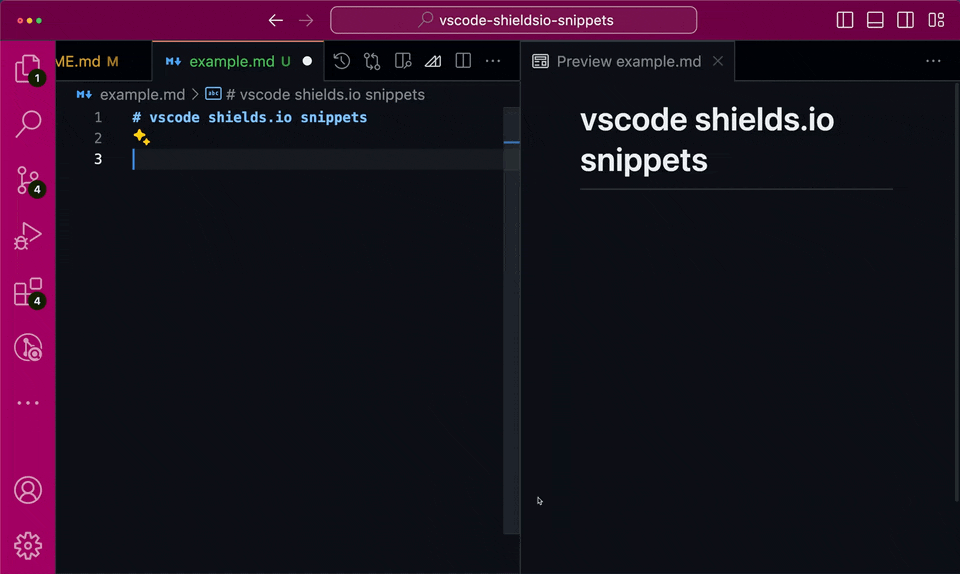 vscode-shieldsio-snippets
ME.md M
example.md U
Preview example.md
example.md > # vscode shields.io snippets
1 # vscode shields.io snippets
2
3
vscode shields.io
snippets
1
4
4